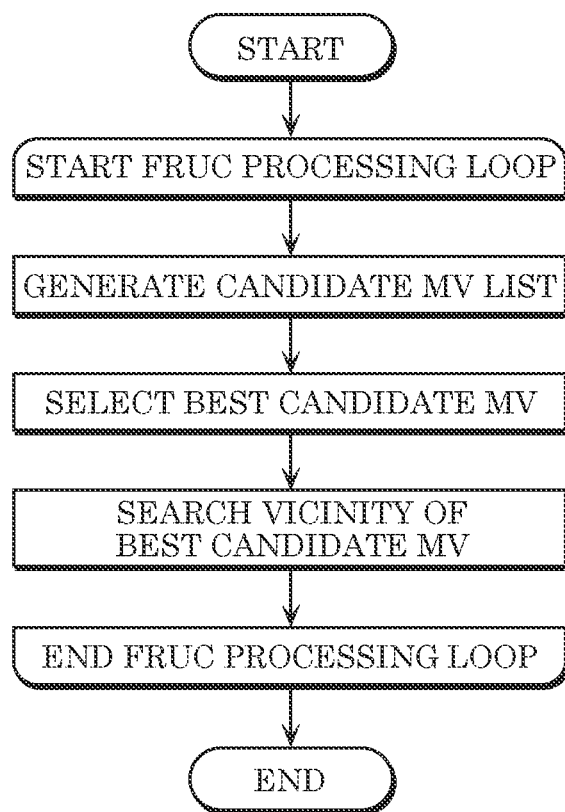 START
START FRUC PROCESSING LOOP
GENERATE CANDIDATE MV LIST
SELECT BEST CANDIDATE MV
SEARCH VICINITY OF
BEST CANDIDATE MV
END FRUC PROCESSING LOOP
END